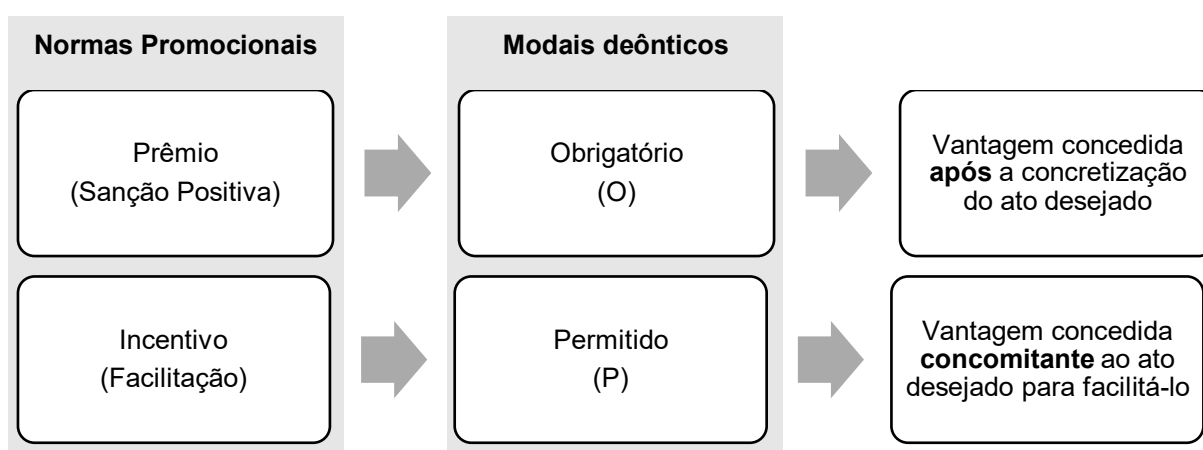 Normas Promocionais
Modais deônticos
Prêmio
(Sanção Positiva)
Obrigatório
(O)
Vantagem concedida
após a concretização
do ato desejado
Incentivo
(Facilitação)
Permitido
(P)
Vantagem concedida
concomitante ao ato
desejado para facilitá-lo